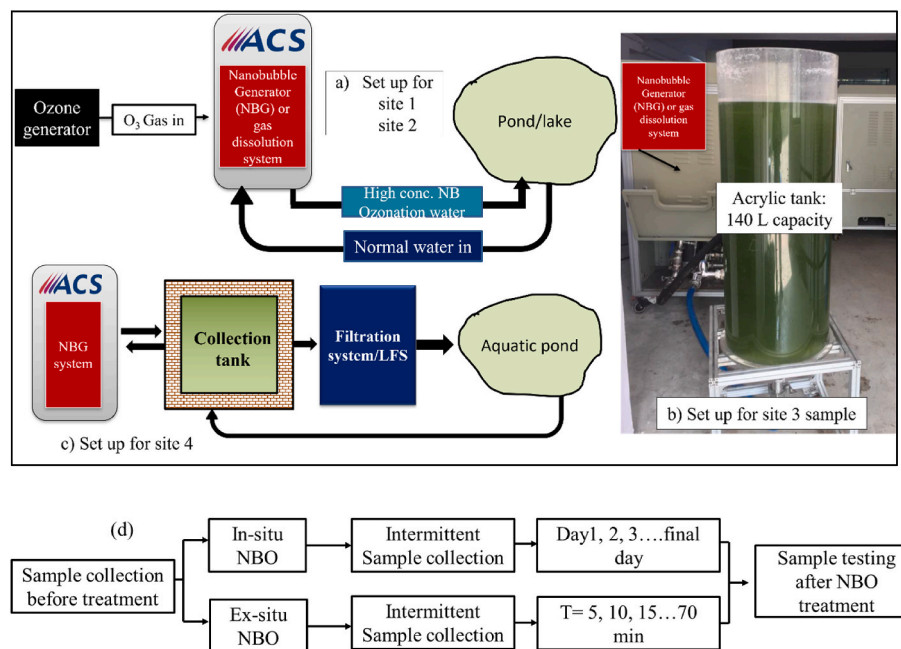 ACS
Nanobubble
Generator
(NBG) or
gas
dissolution
system
Ozone
generator
O3 Gas in
a) Set up for
site 1
site 2
Pond/lake
High conc. NB
Ozonation water
Normal water in
Nanobubble
Generator
(NBG) or gas
dissolution
system
Acrylic tank:
140 L capacity
b) Set up for site 3 sample
ACS
NBG
system
Collection
tank
Filtration
system/LFS
Aquatic pond
c) Set up for site 4
(d)
Sample collection
before treatment
In-situ
NBO
Intermittent
Sample collection
Day1, 2, 3….final
day
Ex-situ
NBO
Intermittent
Sample collection
T= 5, 10, 15…70
min
Sample testing
after NBO
treatment